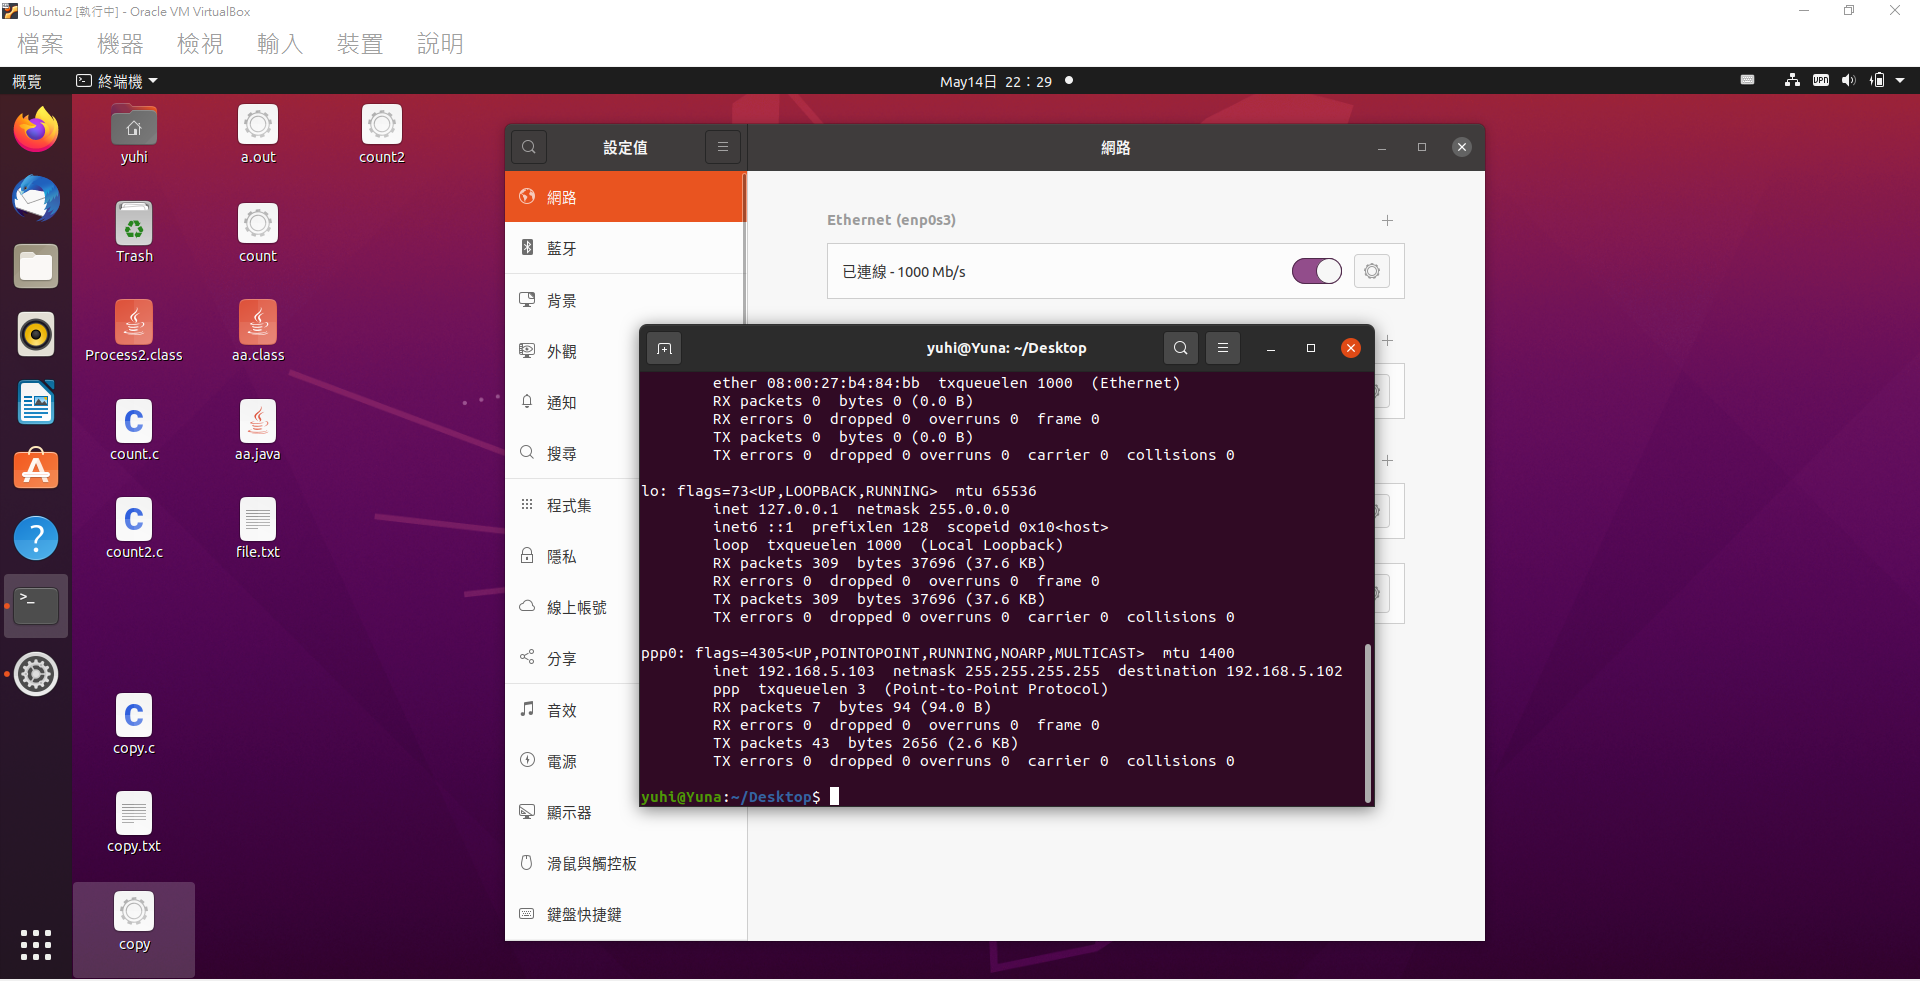 Ubuntu2 [執行中] - Oracle VM VirtualBox
檔案 機器 檢視 輸入 裝置 說明
概覽 終端機 May14日 22：29 VPN
yuhi
a.out
count2
Trash
count
Process2.class
aa.class
count.c
aa.java
count2.c
file.txt
copy.c
copy.txt
copy
設定值
網路
網路
藍牙
背景
外觀
通知
搜尋
程式集
隱私
線上帳號
分享
音效
電源
顯示器
滑鼠與觸控板
鍵盤快捷鍵
Ethernet (enp0s3)
已連線 - 1000 Mb/s
yuhi@Yuna: ~/Desktop
ether 08:00:27:b4:84:bb  txqueuelen 1000  (Ethernet)
RX packets 0  bytes 0 (0.0 B)
RX errors 0  dropped 0  overruns 0  frame 0
TX packets 0  bytes 0 (0.0 B)
TX errors 0  dropped 0 overruns 0  carrier 0  collisions 0
lo: flags=73<UP,LOOPBACK,RUNNING>  mtu 65536
inet 127.0.0.1  netmask 255.0.0.0
inet6 ::1  prefixlen 128  scopeid 0x10<host>
loop  txqueuelen 1000  (Local Loopback)
RX packets 309  bytes 37696 (37.6 KB)
RX errors 0  dropped 0  overruns 0  frame 0
TX packets 309  bytes 37696 (37.6 KB)
TX errors 0  dropped 0 overruns 0  carrier 0  collisions 0
ppp0: flags=4305<UP,POINTOPOINT,RUNNING,NOARP,MULTICAST>  mtu 1400
inet 192.168.5.103  netmask 255.255.255.255  destination 192.168.5.102
ppp  txqueuelen 3  (Point-to-Point Protocol)
RX packets 7  bytes 94 (94.0 B)
RX errors 0  dropped 0  overruns 0  frame 0
TX packets 43  bytes 2656 (2.6 KB)
TX errors 0  dropped 0 overruns 0  carrier 0  collisions 0
yuhi@Yuna:~/Desktop$